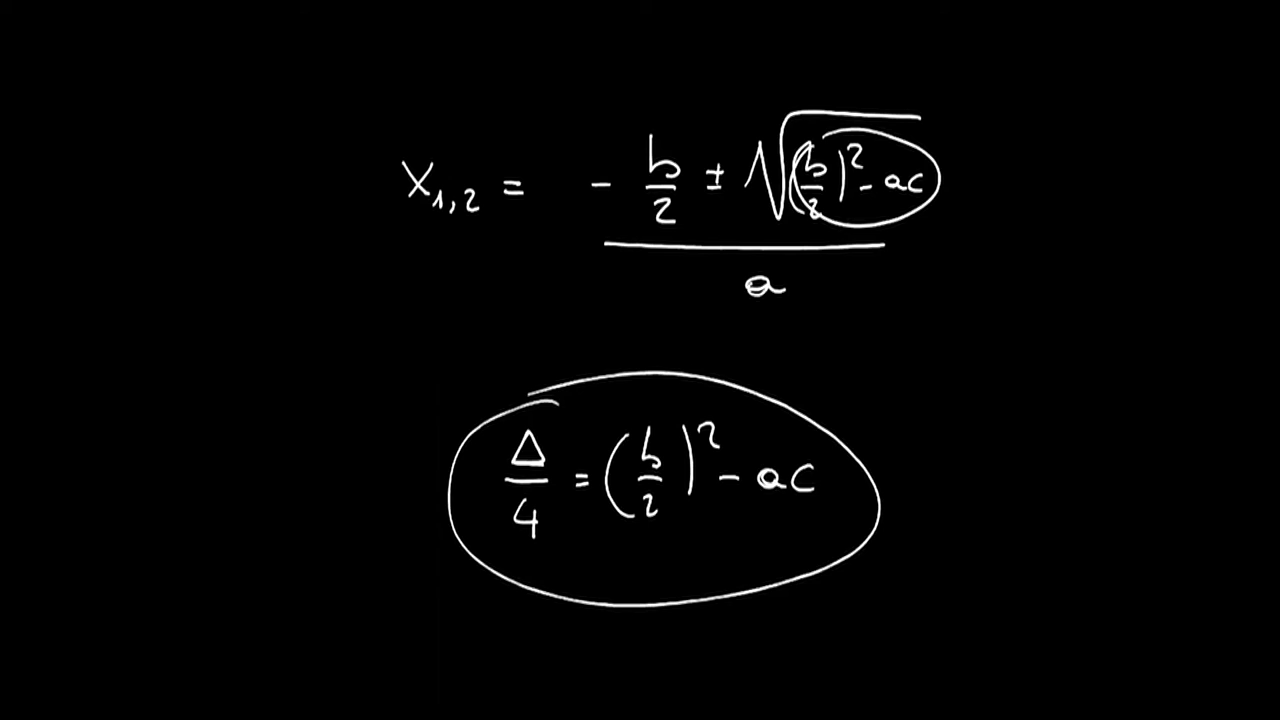 x₁,₂ = (-b/2 ± √((b/2)² - ac)) / a
Δ/4 = (b/2)² - ac